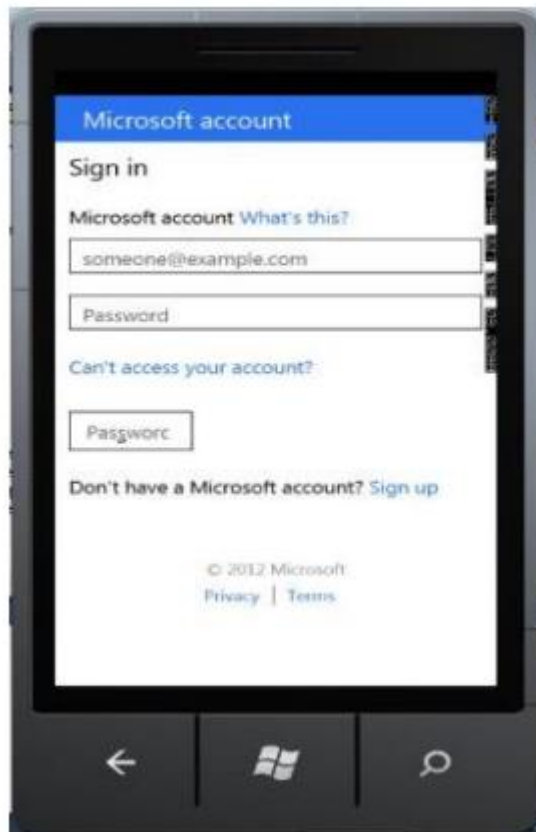 Microsoft account
Sign in
Microsoft account What's this?
someone@example.com
Password
Can't access your account?
Passworc
Don't have a Microsoft account? Sign up
© 2012 Microsoft
Privacy | Terms